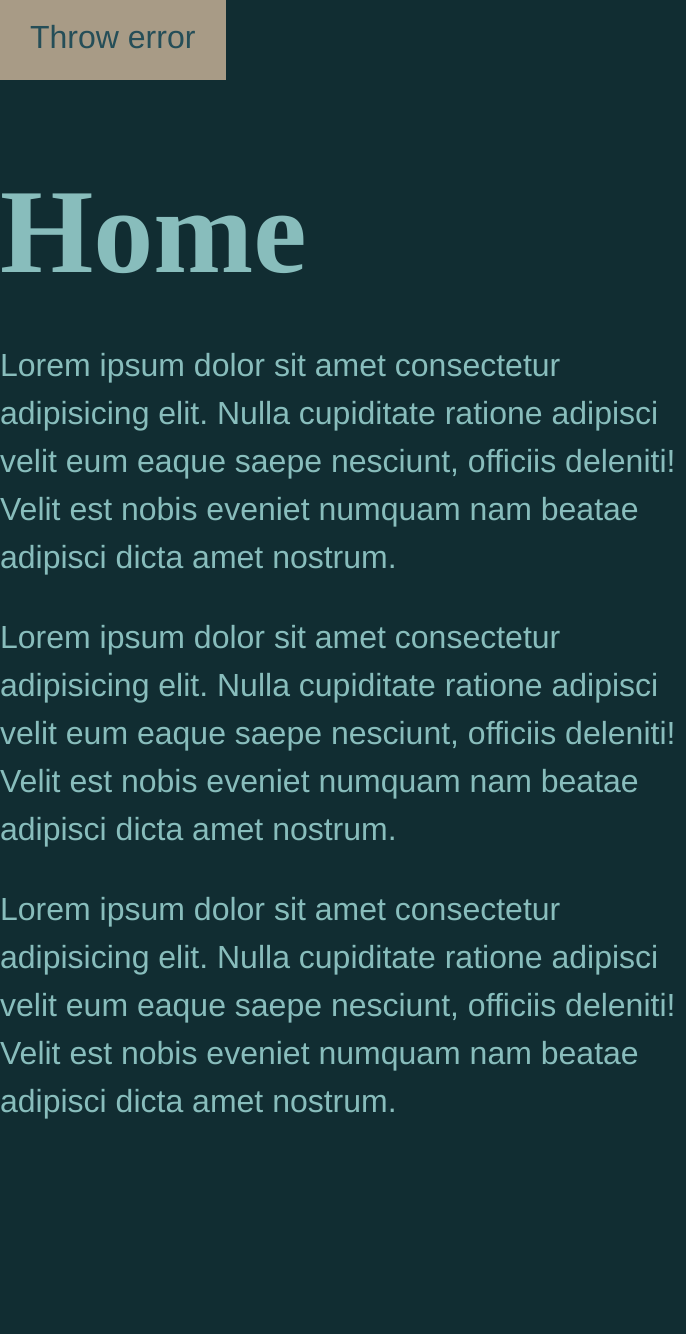 Throw error
Home
Lorem ipsum dolor sit amet consectetur
adipisicing elit. Nulla cupiditate ratione adipisci
velit eum eaque saepe nesciunt, officiis deleniti!
Velit est nobis eveniet numquam nam beatae
adipisci dicta amet nostrum.
Lorem ipsum dolor sit amet consectetur
adipisicing elit. Nulla cupiditate ratione adipisci
velit eum eaque saepe nesciunt, officiis deleniti!
Velit est nobis eveniet numquam nam beatae
adipisci dicta amet nostrum.
Lorem ipsum dolor sit amet consectetur
adipisicing elit. Nulla cupiditate ratione adipisci
velit eum eaque saepe nesciunt, officiis deleniti!
Velit est nobis eveniet numquam nam beatae
adipisci dicta amet nostrum.